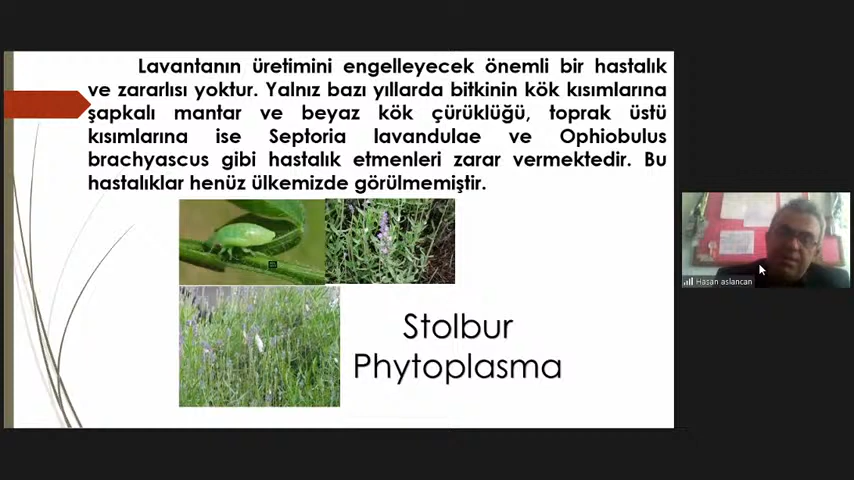 Lavantanın üretimini engelleyecek önemli bir hastalık
ve zararlısı yoktur. Yalnız bazı yıllarda bitkinin kök kısımlarına
şapkalı mantar ve beyaz kök çürüklüğü, toprak üstü
kısımlarına ise Septoria lavandulae ve Ophiobulus
brachyascus gibi hastalık etmenleri zarar vermektedir. Bu
hastalıklar henüz ülkemizde görülmemiştir.
Stolbur
Phytoplasma
Hasan aslancan